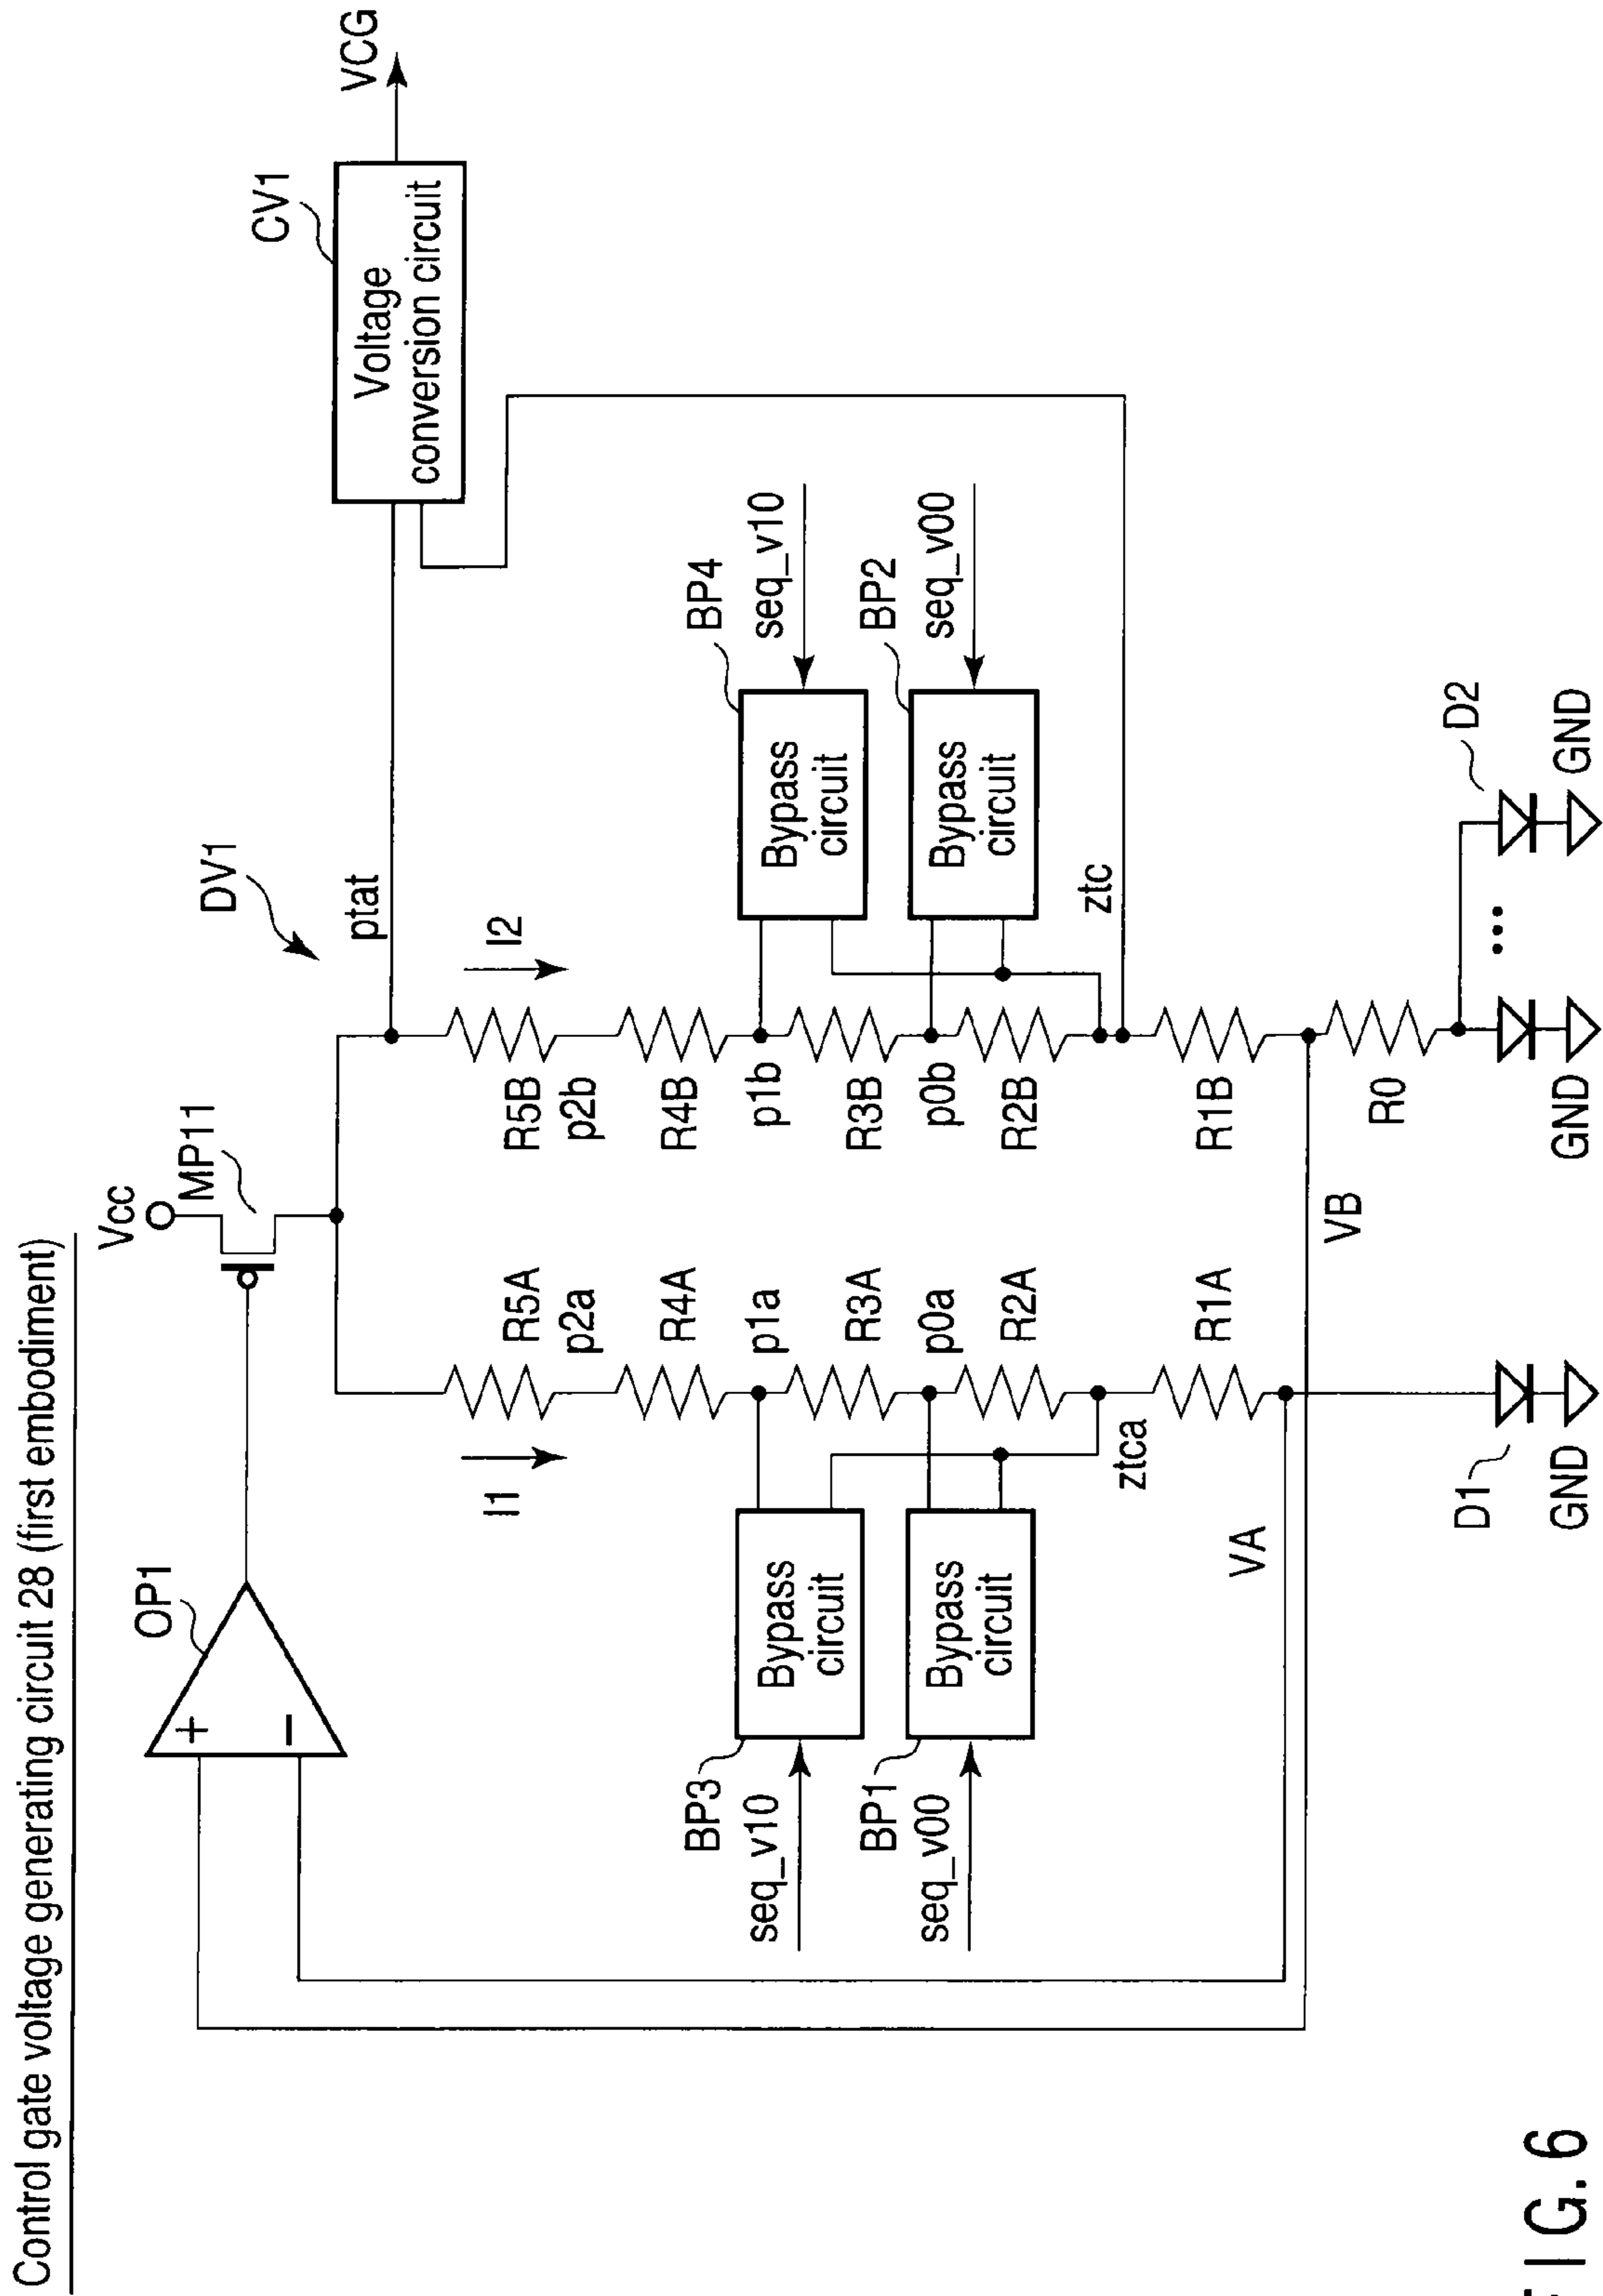 Control gate voltage generating circuit 28 (first embodiment)
Vcc
MP11
OP1
+
−
DV1
ptat
CV1
Voltage
conversion circuit
VCG
I1
I2
R5A
p2a
R4A
p1a
R3A
p0a
R2A
ztca
R1A
R5B
p2b
R4B
p1b
R3B
p0b
R2B
ztc
R1B
BP3
seq_v10
Bypass
circuit
BP1
seq_v00
Bypass
circuit
BP4
seq_v10
Bypass
circuit
BP2
seq_v00
Bypass
circuit
VA
VB
R0
D1
GND
GND
D2
GND
...
FIG. 6